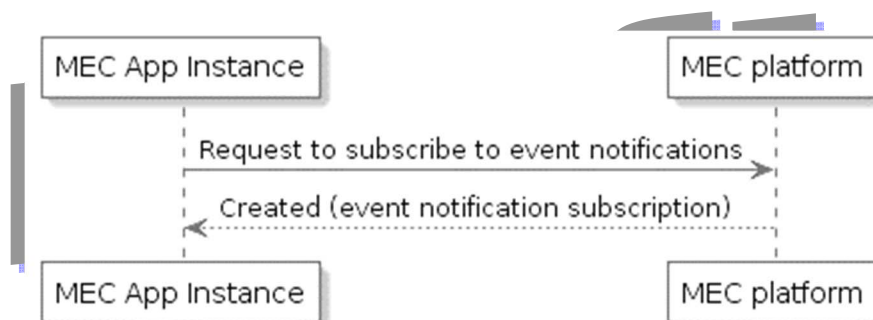 MEC App Instance
MEC platform
Request to subscribe to event notifications
Created (event notification subscription)
MEC App Instance
MEC platform